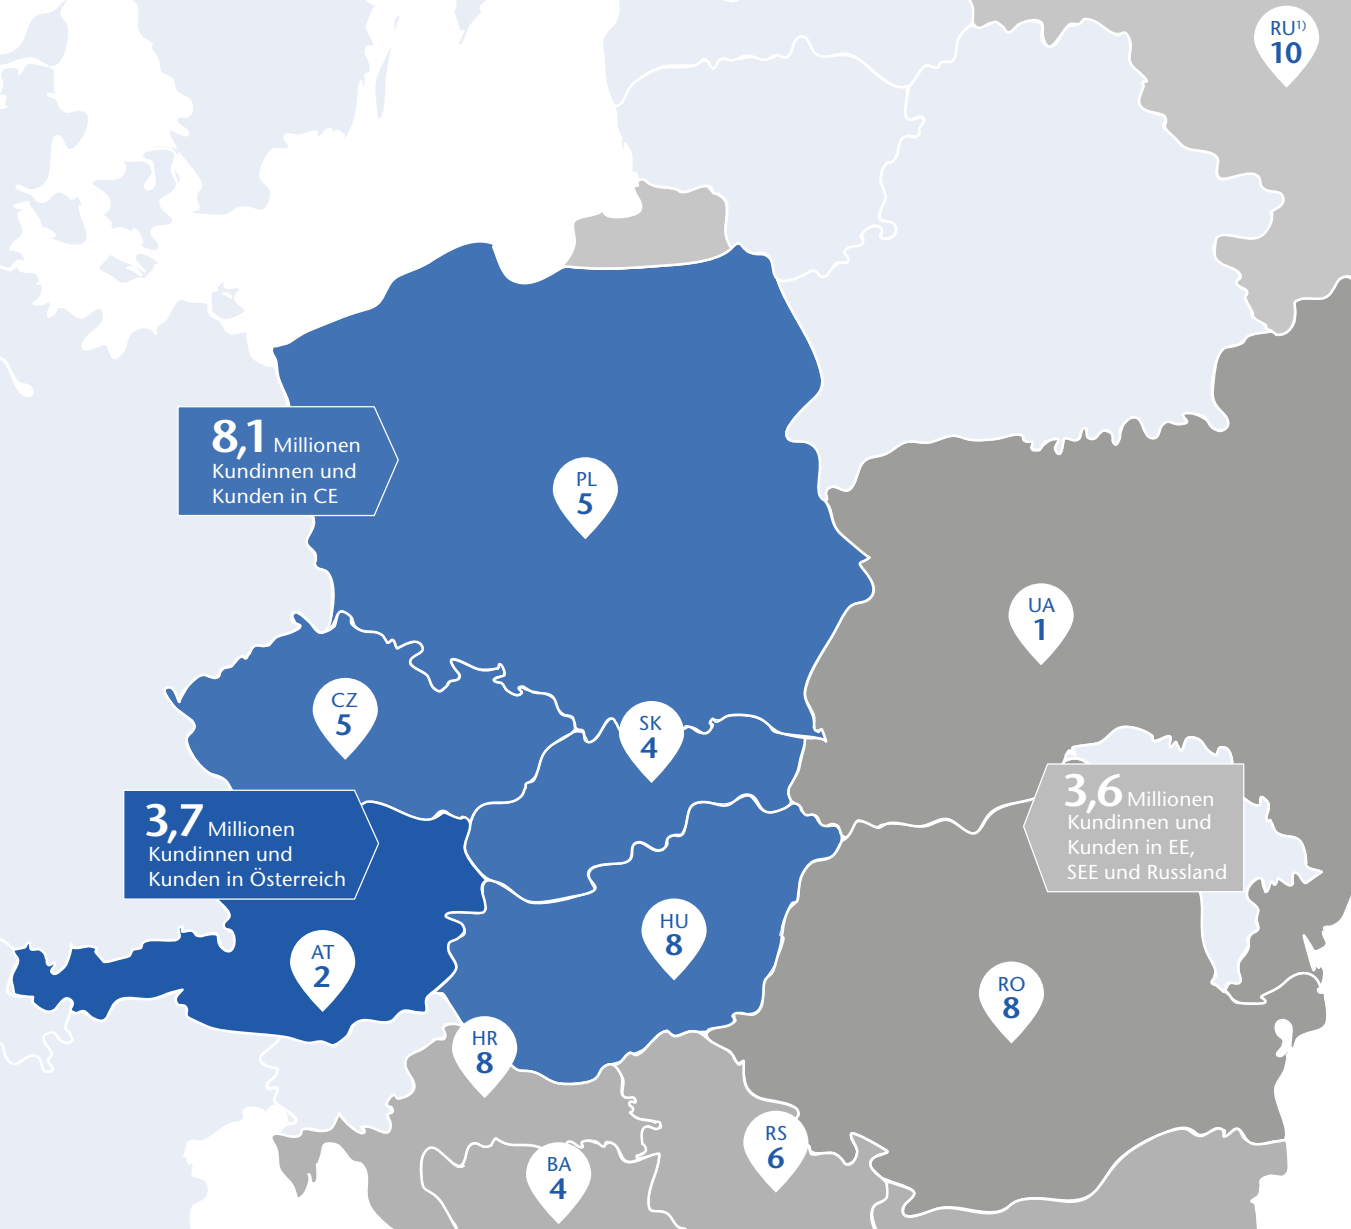 RU¹⁾
10
8,1 Millionen
Kundinnen und
Kunden in CE
PL
5
UA
1
CZ
5
SK
4
3,7 Millionen
Kundinnen und
Kunden in Österreich
3,6 Millionen
Kundinnen und
Kunden in EE,
SEE und Russland
HU
8
AT
2
RO
8
HR
8
RS
6
BA
4